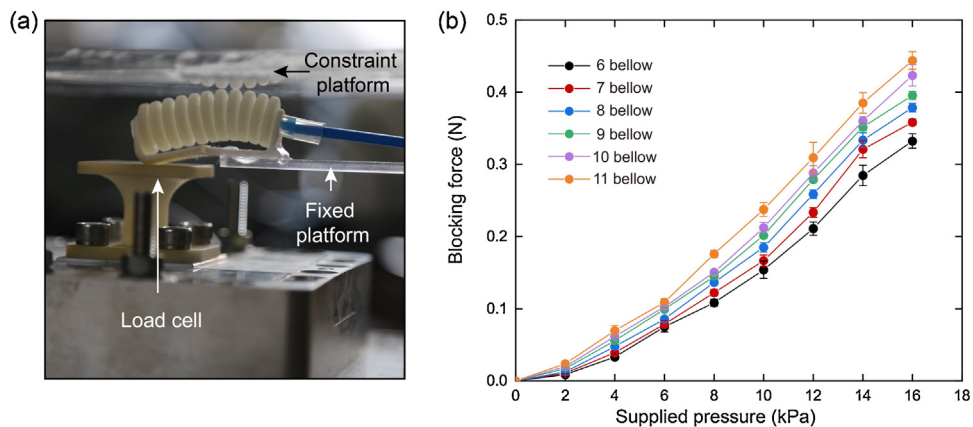 (a)
Constraint
platform
Fixed
platform
Load cell
(b)
Blocking force (N)
0.5
0.4
0.3
0.2
0.1
0.0
6 bellow
7 bellow
8 bellow
9 bellow
10 bellow
11 bellow
0 2 4 6 8 10 12 14 16 18
Supplied pressure (kPa)